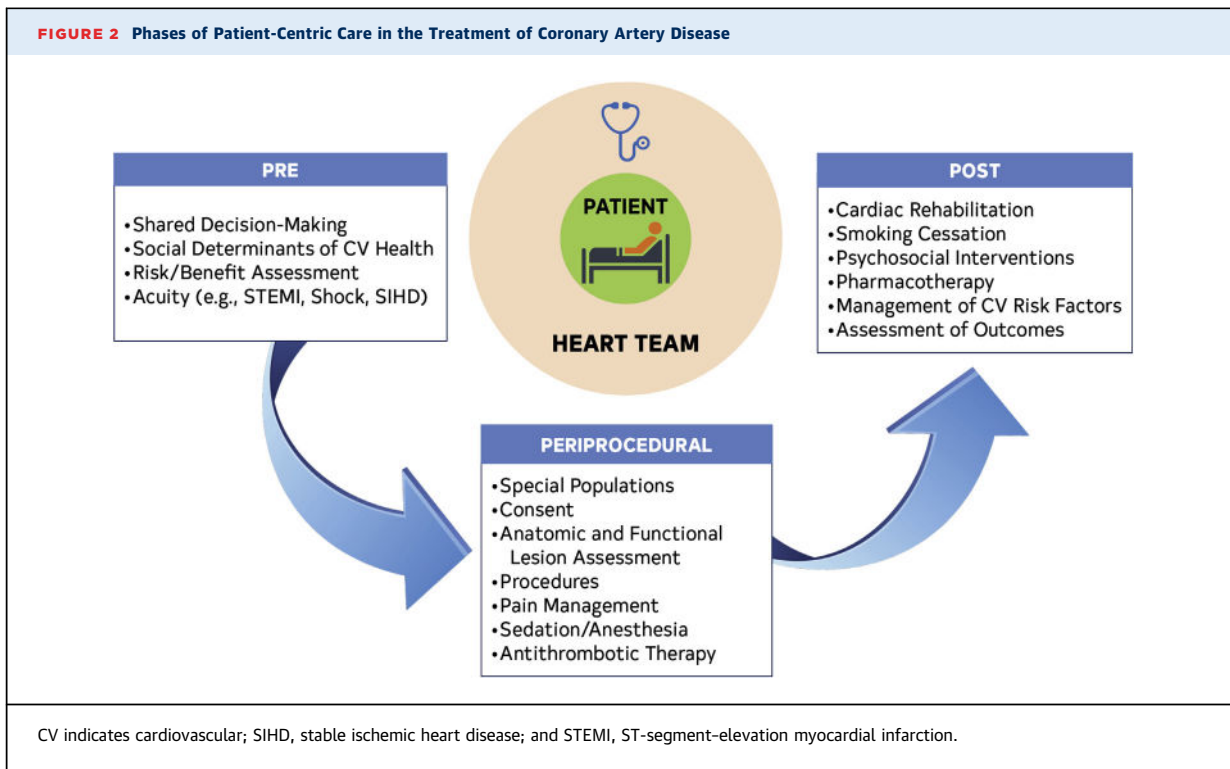 FIGURE 2 Phases of Patient-Centric Care in the Treatment of Coronary Artery Disease
PRE
•Shared Decision-Making
•Social Determinants of CV Health
•Risk/Benefit Assessment
•Acuity (e.g., STEMI, Shock, SIHD)
PATIENT
HEART TEAM
POST
•Cardiac Rehabilitation
•Smoking Cessation
•Psychosocial Interventions
•Pharmacotherapy
•Management of CV Risk Factors
•Assessment of Outcomes
PERIPROCEDURAL
•Special Populations
•Consent
•Anatomic and Functional
Lesion Assessment
•Procedures
•Pain Management
•Sedation/Anesthesia
•Antithrombotic Therapy
CV indicates cardiovascular; SIHD, stable ischemic heart disease; and STEMI, ST-segment-elevation myocardial infarction.